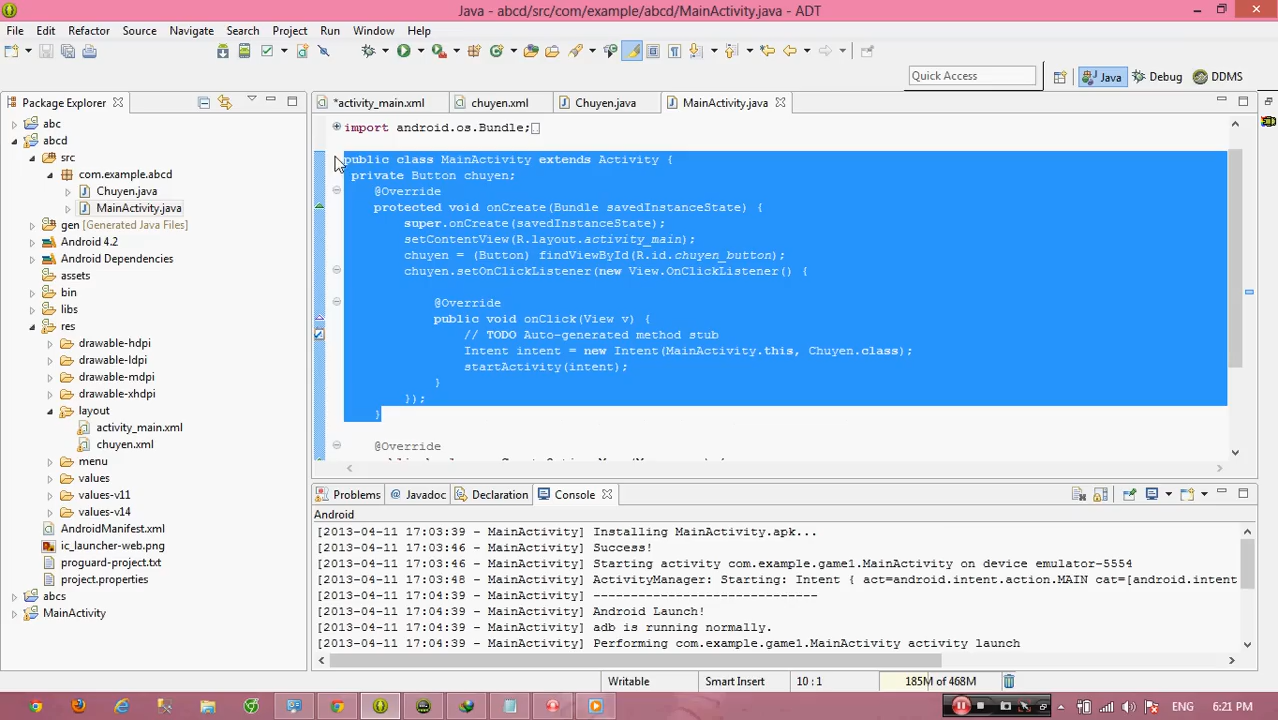 Java - abcd/src/com/example/abcd/MainActivity.java - ADT
File Edit Refactor Source Navigate Search Project Run Window Help
Quick Access
Java
Debug
DDMS
Package Explorer
*activity_main.xml
chuyen.xml
Chuyen.java
MainActivity.java
abc
abcd
src
com.example.abcd
Chuyen.java
MainActivity.java
gen [Generated Java Files]
Android 4.2
Android Dependencies
assets
bin
libs
res
drawable-hdpi
drawable-ldpi
drawable-mdpi
drawable-xhdpi
layout
activity_main.xml
chuyen.xml
menu
values
values-v11
values-v14
AndroidManifest.xml
ic_launcher-web.png
proguard-project.txt
project.properties
abcs
MainActivity
import android.os.Bundle;
public class MainActivity extends Activity {
private Button chuyen;
@Override
protected void onCreate(Bundle savedInstanceState) {
super.onCreate(savedInstanceState);
setContentView(R.layout.activity_main);
chuyen = (Button) findViewById(R.id.chuyen_button);
chuyen.setOnClickListener(new View.OnClickListener() {
@Override
public void onClick(View v) {
// TODO Auto-generated method stub
Intent intent = new Intent(MainActivity.this, Chuyen.class);
startActivity(intent);
}
});
}
@Override
Problems
@ Javadoc
Declaration
Console
Android
[2013-04-11 17:03:39 - MainActivity] Installing MainActivity.apk...
[2013-04-11 17:03:46 - MainActivity] Success!
[2013-04-11 17:03:46 - MainActivity] Starting activity com.example.game1.MainActivity on device emulator-5554
[2013-04-11 17:03:48 - MainActivity] ActivityManager: Starting: Intent { act=android.intent.action.MAIN cat=[android.intent
[2013-04-11 17:04:39 - MainActivity] ------------------------------
[2013-04-11 17:04:39 - MainActivity] Android Launch!
[2013-04-11 17:04:39 - MainActivity] adb is running normally.
[2013-04-11 17:04:39 - MainActivity] Performing com.example.game1.MainActivity activity launch
Writable
Smart Insert
10 : 1
185M of 468M
6:21 PM